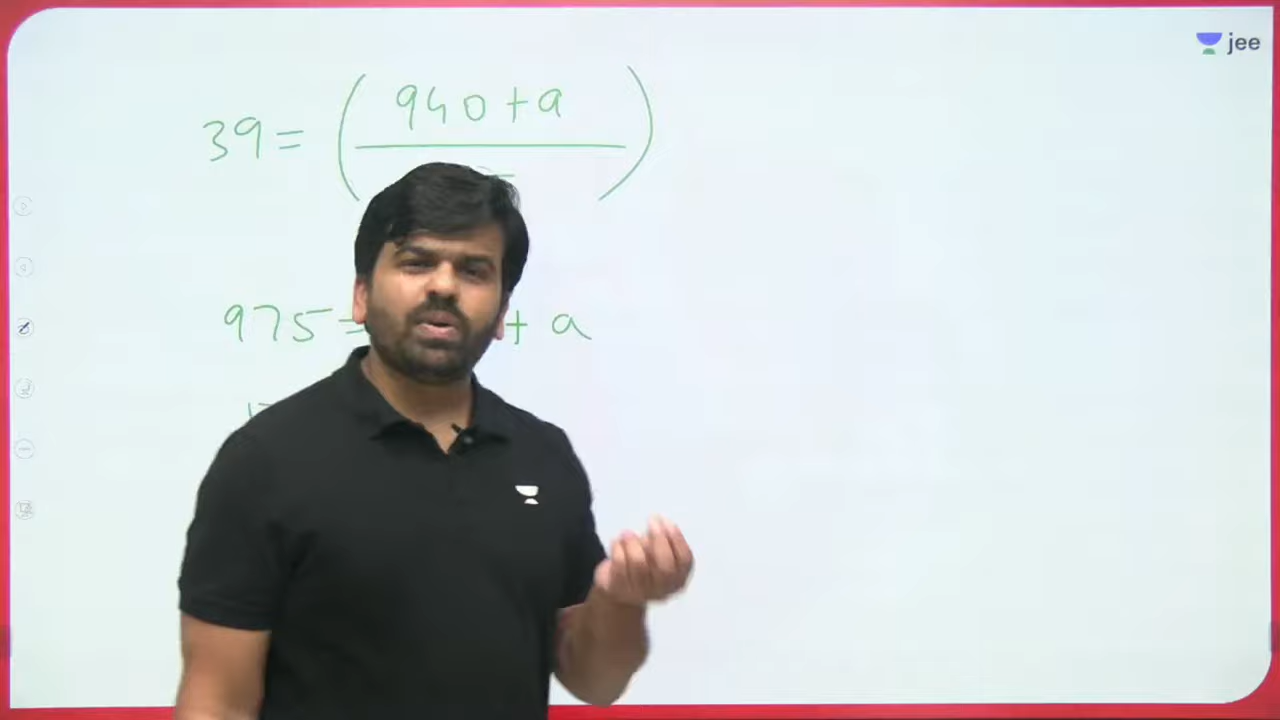 jee
39 = ( 940 + a )
975 = + a